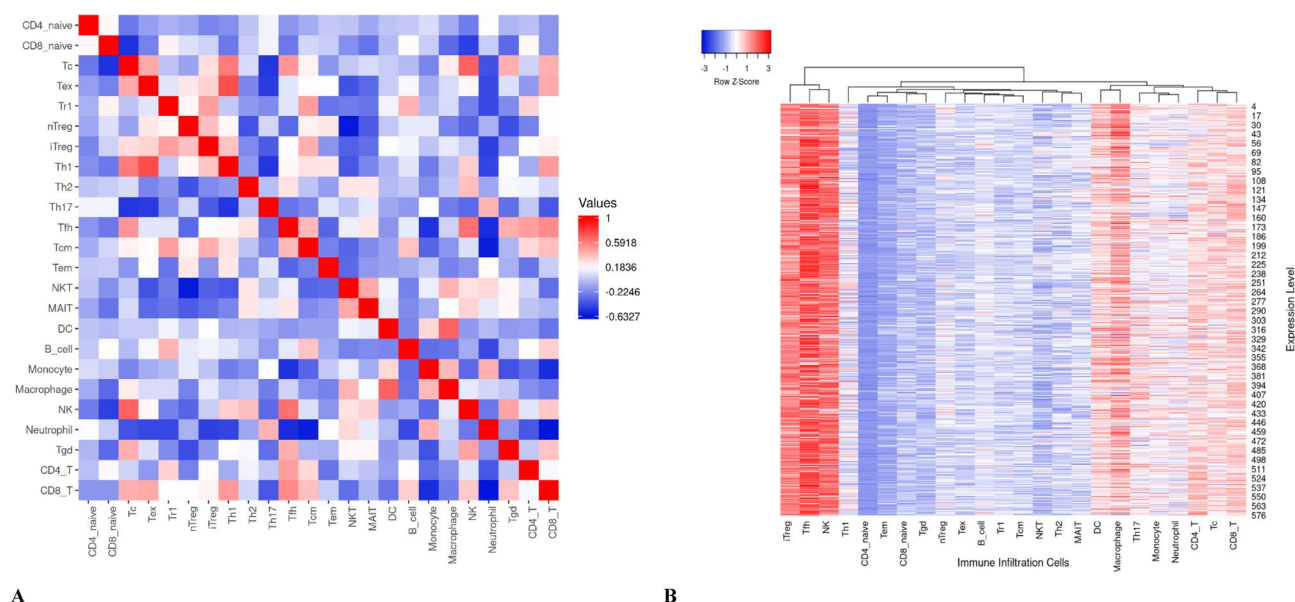 CD4_naive
CD8_naive
Tc
Tex
Tr1
nTreg
iTreg
Th1
Th2
Th17
Tfh
Tcm
Tem
NKT
MAIT
DC
B_cell
Monocyte
Macrophage
NK
Neutrophil
Tgd
CD4_T
CD8_T
CD4_naive CD8_naive Tc Tex Tr1 nTreg iTreg Th1 Th2 Th17 Tfh Tcm Tem NKT MAIT DC B_cell Monocyte Macrophage NK Neutrophil Tgd CD4_T CD8_T
Values
1
0.5918
0.1836
-0.2246
-0.6327
A
-3 -1 1 3
Row Z-Score
4
17
30
43
56
69
82
95
108
121
134
147
160
173
186
199
212
225
238
251
264
277
290
303
316
329
342
355
368
381
394
407
420
433
446
459
472
485
498
511
524
537
550
563
576
Expression Level
iTreg Tfh NK Th1 CD4_naive Tem CD8_naive Tgd nTreg Tex B_cell Tr1 Tcm NKT Th2 MAIT DC Macrophage Th17 Monocyte Neutrophil CD4_T Tc CD8_T
Immune Infiltration Cells
B